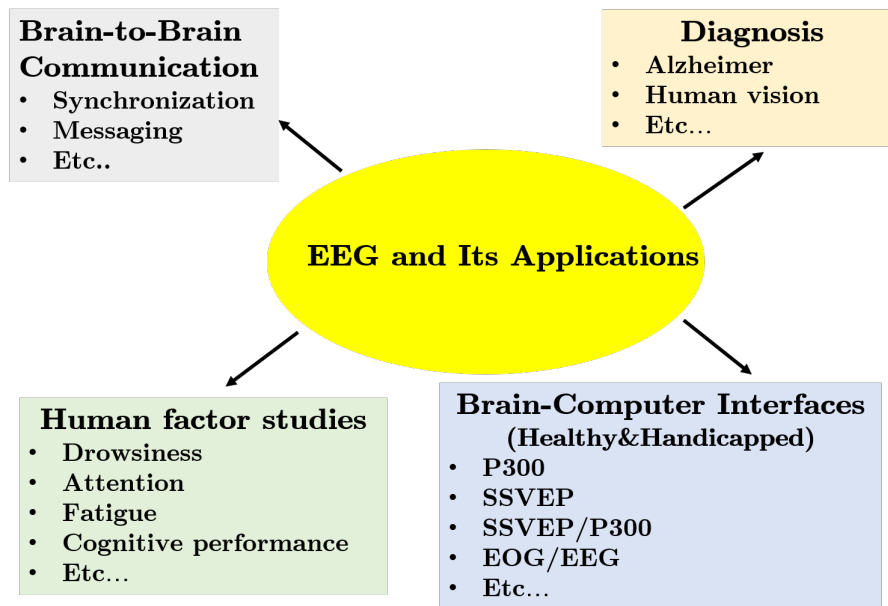 Brain-to-Brain
Communication
• Synchronization
• Messaging
• Etc..
Diagnosis
• Alzheimer
• Human vision
• Etc...
EEG and Its Applications
Human factor studies
• Drowsiness
• Attention
• Fatigue
• Cognitive performance
• Etc...
Brain-Computer Interfaces
(Healthy&Handicapped)
• P300
• SSVEP
• SSVEP/P300
• EOG/EEG
• Etc...